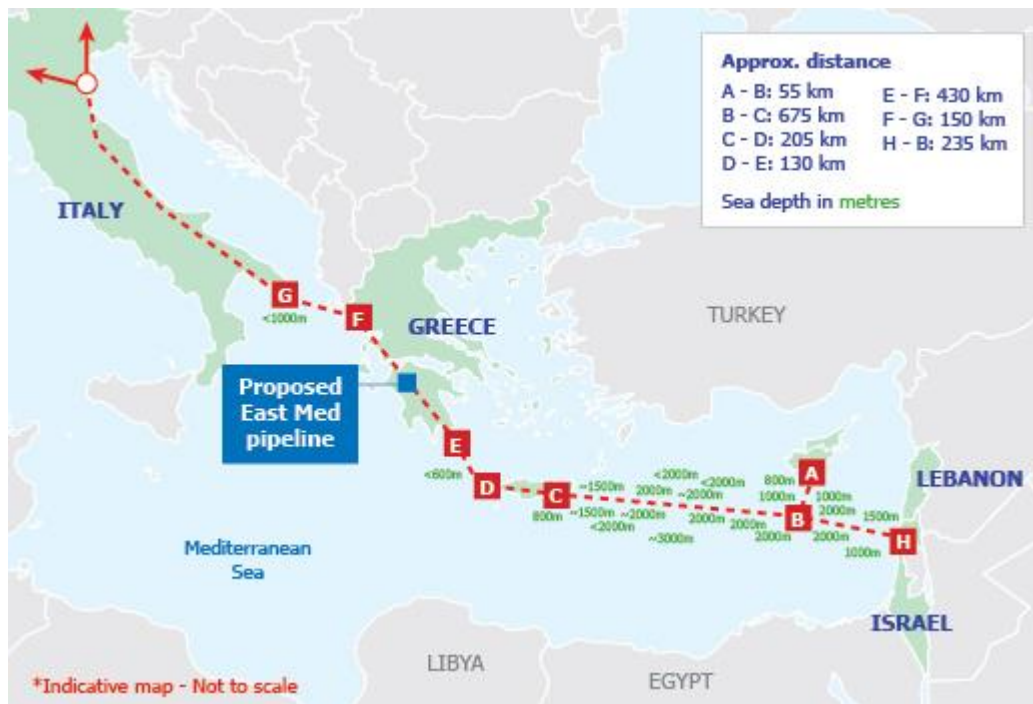 Approx. distance
A - B: 55 km
B - C: 675 km
C - D: 205 km
D - E: 130 km
E - F: 430 km
F - G: 150 km
H - B: 235 km
Sea depth in metres
ITALY
G
<1000m
F
GREECE
TURKEY
Proposed
East Med
pipeline
E
<600m
D
C
800m
~1500m
~1500m
<2000m
<2000m
2000m
~2000m
<2000m
~2000m
~3000m
2000m
2000m
800m
A
1000m
1000m
2000m
B
2000m
2000m
1500m
1000m
H
LEBANON
Mediterranean
Sea
ISRAEL
LIBYA
EGYPT
*Indicative map - Not to scale